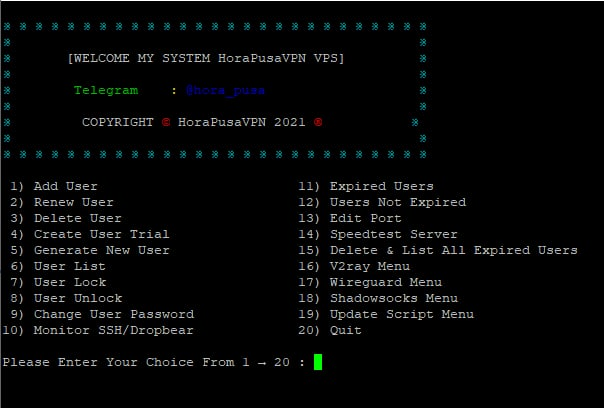 [WELCOME MY SYSTEM HoraPusaVPN VPS]
Telegram : @hora_pusa
COPYRIGHT © HoraPusaVPN 2021 ®
1) Add User
2) Renew User
3) Delete User
4) Create User Trial
5) Generate New User
6) User List
7) User Lock
8) User Unlock
9) Change User Password
10) Monitor SSH/Dropbear
11) Expired Users
12) Users Not Expired
13) Edit Port
14) Speedtest Server
15) Delete & List All Expired Users
16) V2ray Menu
17) Wireguard Menu
18) Shadowsocks Menu
19) Update Script Menu
20) Quit
Please Enter Your Choice From 1 → 20 :